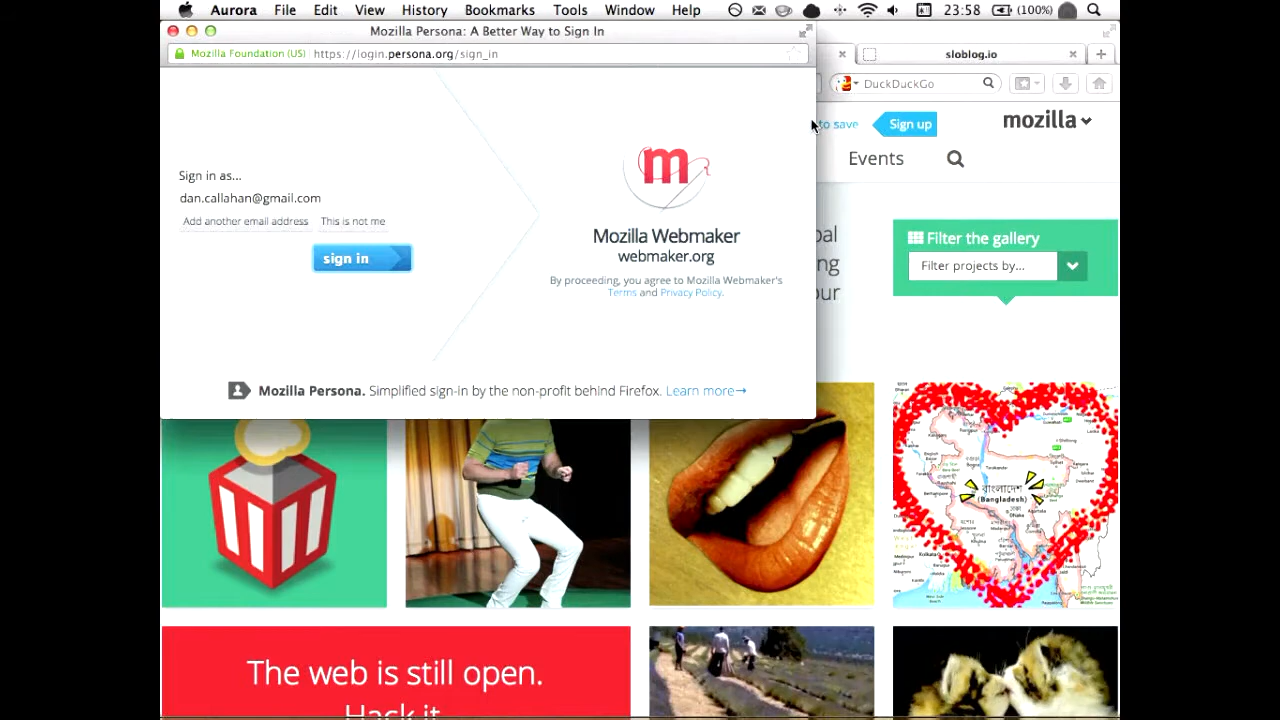 Aurora File Edit View History Bookmarks Tools Window Help 23:58 (100%)
Mozilla Persona: A Better Way to Sign In
Mozilla Foundation (US) https://login.persona.org/sign_in
sloblog.io
DuckDuckGo
to save
Sign up
mozilla
Events
Sign in as...
dan.callahan@gmail.com
Add another email address This is not me
sign in
m
Mozilla Webmaker
webmaker.org
By proceeding, you agree to Mozilla Webmaker's
Terms and Privacy Policy.
Mozilla Persona. Simplified sign-in by the non-profit behind Firefox. Learn more→
Filter the gallery
Filter projects by...
বাংলাদেশ
(Bangladesh)
The web is still open.
Hack it